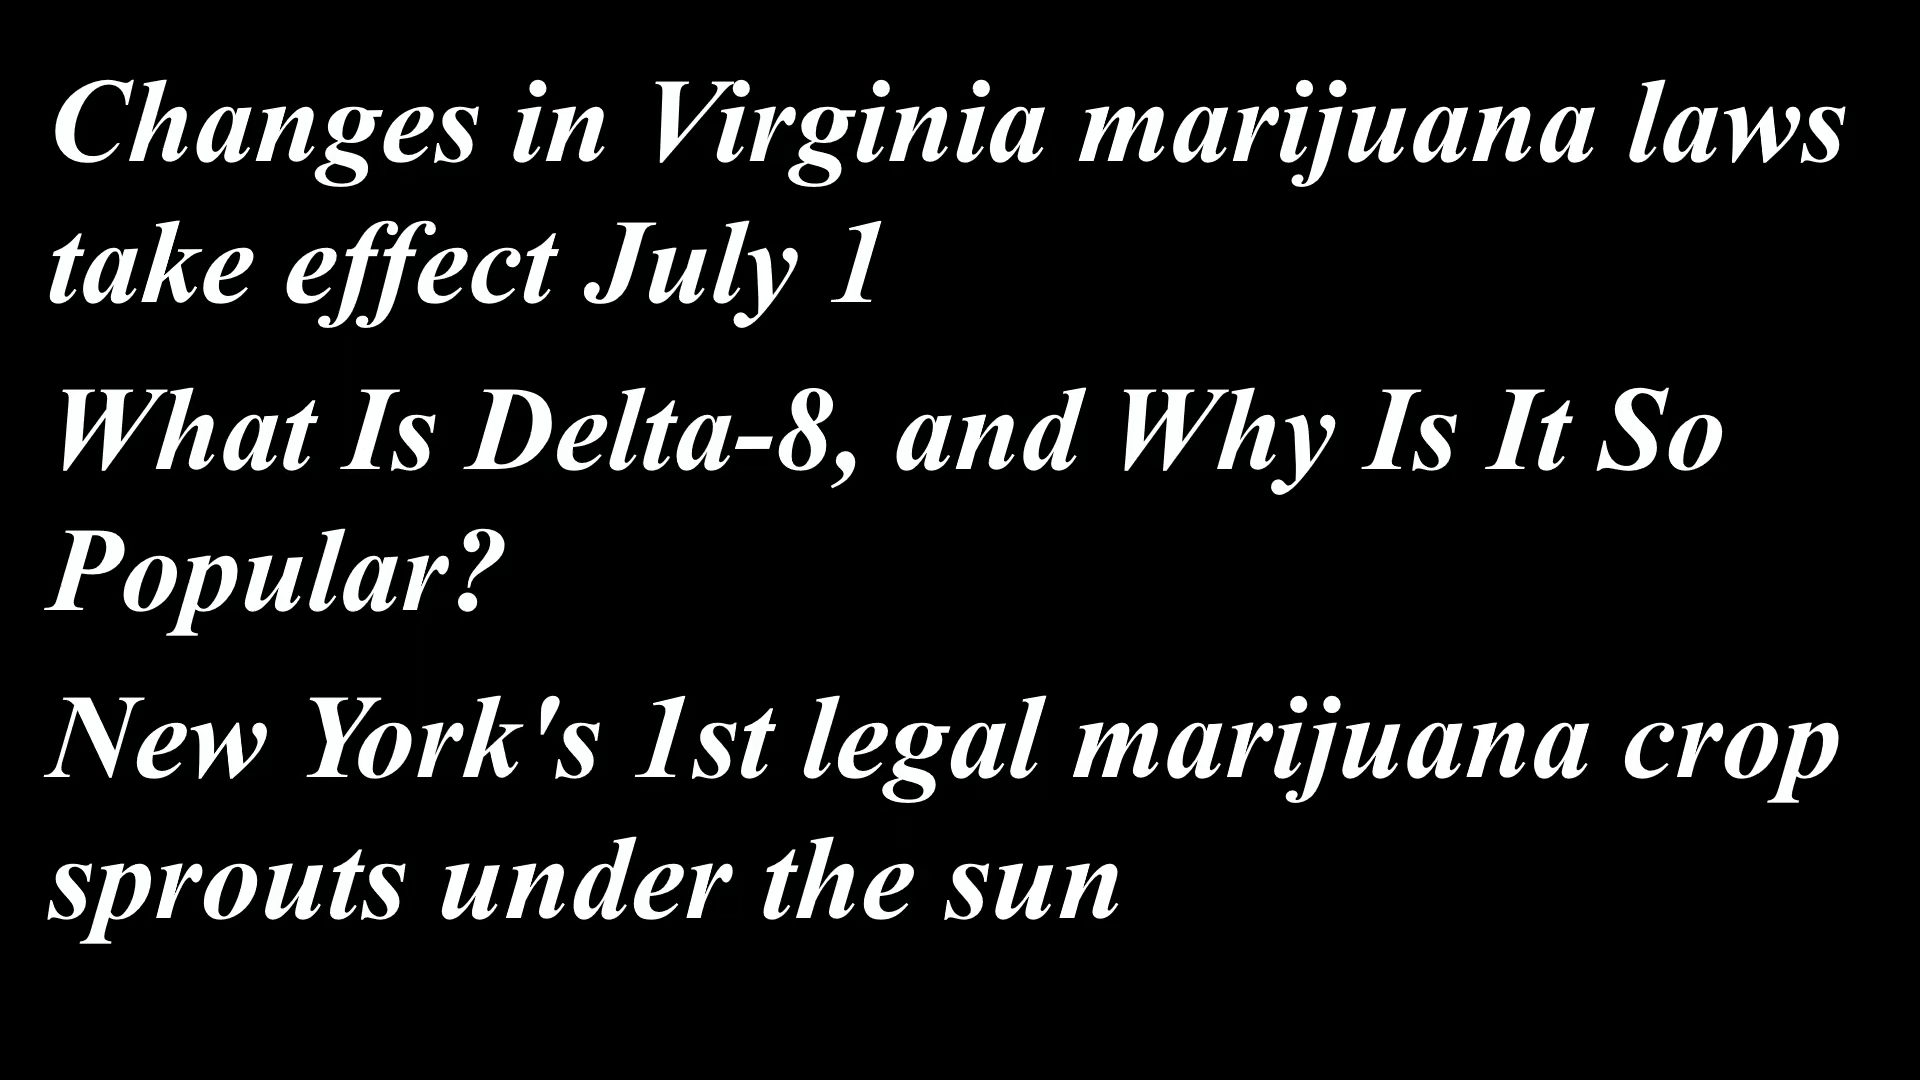 Changes in Virginia marijuana laws
take effect July 1
What Is Delta-8, and Why Is It So
Popular?
New York's 1st legal marijuana crop
sprouts under the sun